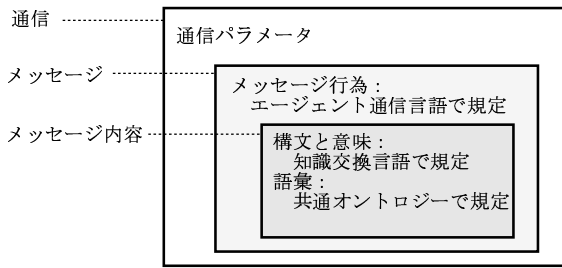 通信
通信パラメータ
メッセージ
メッセージ行為：
エージェント通信言語で規定
メッセージ内容
構文と意味：
知識交換言語で規定
語彙：
共通オントロジーで規定